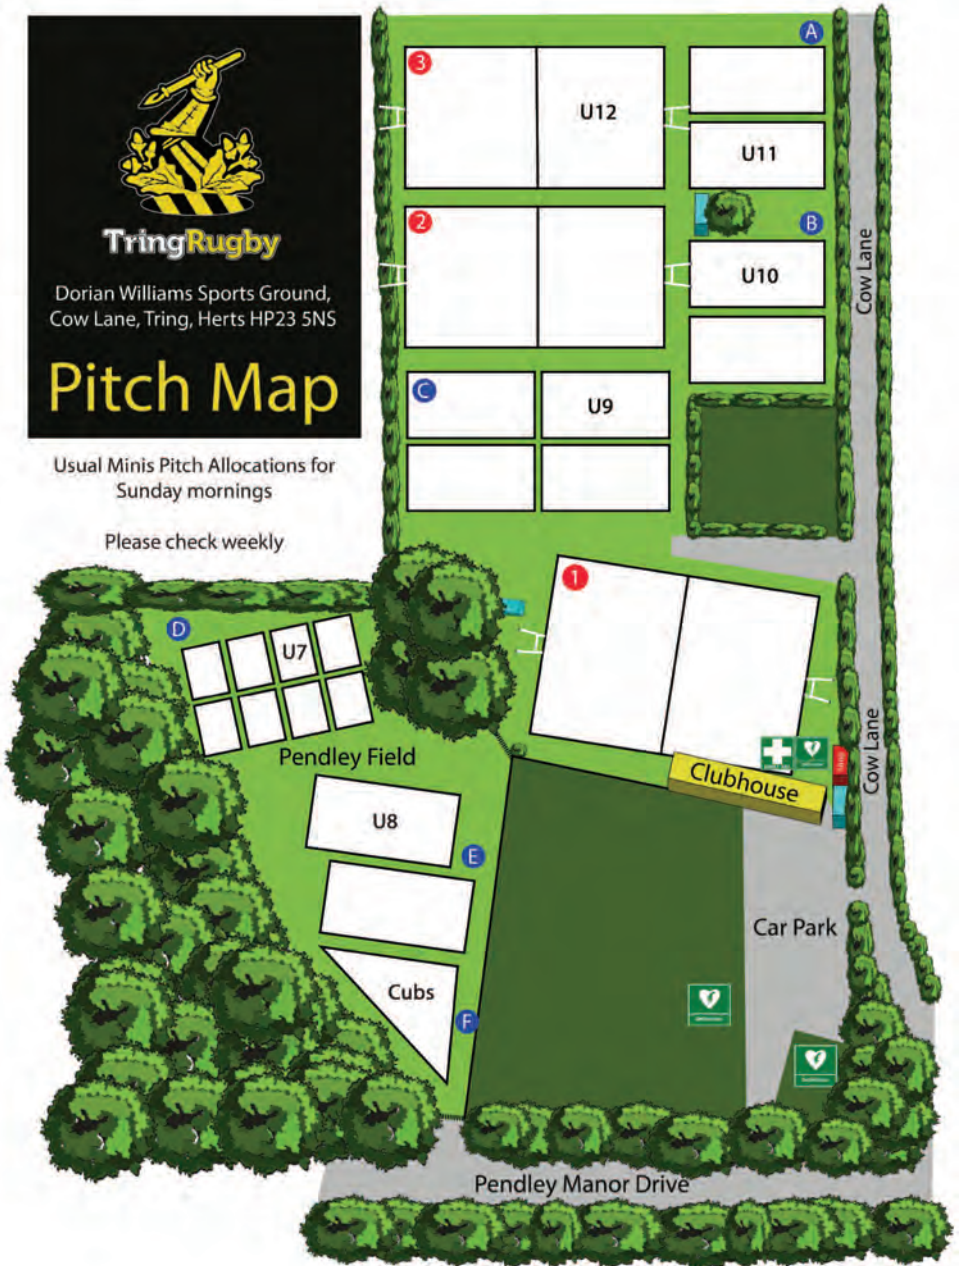 TringRugby
Dorian Williams Sports Ground,
Cow Lane, Tring, Herts HP23 5NS
Pitch Map
Usual Minis Pitch Allocations for
Sunday mornings
Please check weekly
A
3
U12
U11
2
B
U10
Cow Lane
C
U9
1
D
U7
Pendley Field
Clubhouse
Shop
Cow Lane
U8
E
Car Park
Cubs
F
Pendley Manor Drive